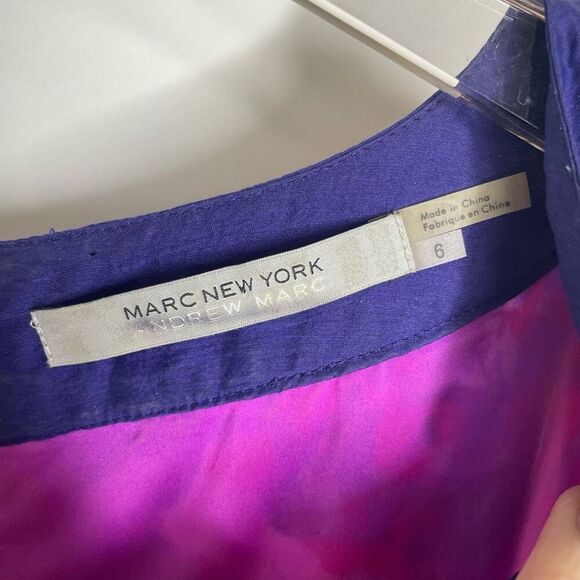 MARC NEW YORK
ANDREW MARC
Made in China
Fabriqué en Chine
6